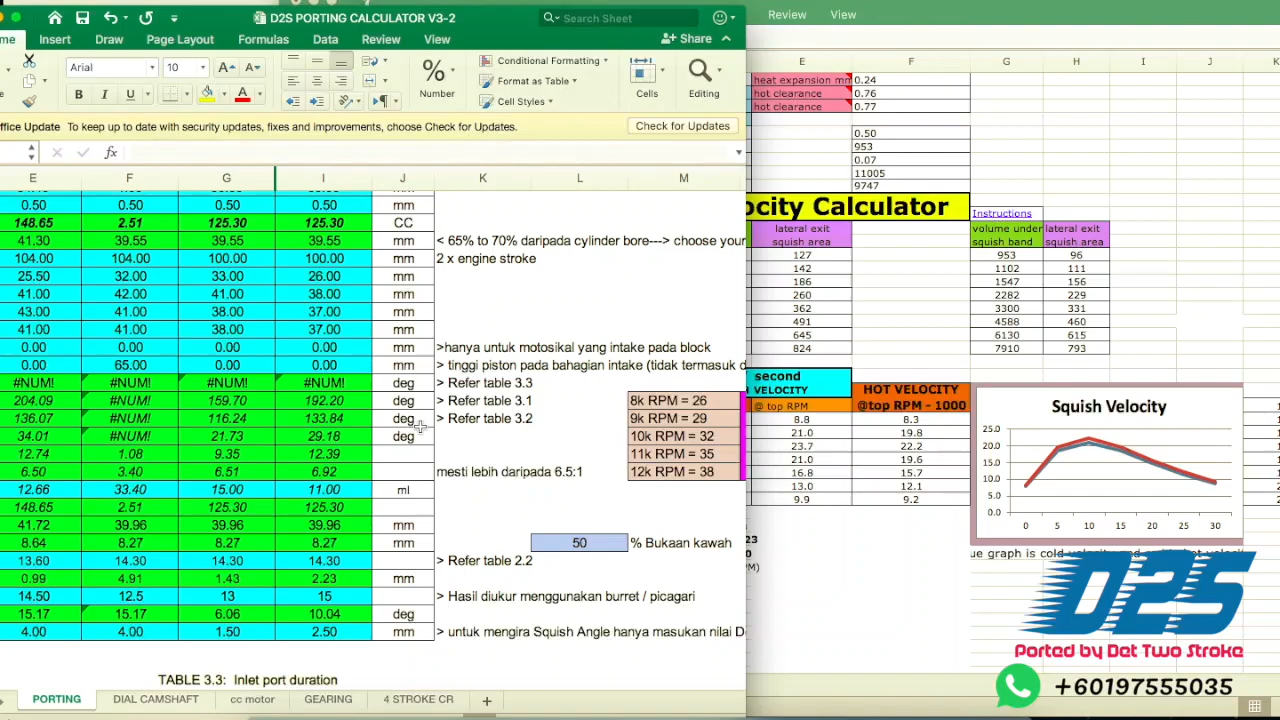 D2S PORTING CALCULATOR V3-2
Search Sheet
Review View
Insert Draw Page Layout Formulas Data Review View
Share
Arial 10
Conditional Formatting
Format as Table
Cell Styles
Number
Cells
Editing
B I U
To keep up to date with security updates, fixes and improvements, choose Check for Updates.
Check for Updates
fx
E F G I J K L M
0.50 0.50 0.50 0.50 mm
148.65 2.51 125.30 125.30 CC
41.30 39.55 39.55 39.55 mm < 65% to 70% daripada cylinder bore---> choose your
104.00 104.00 100.00 100.00 mm 2 x engine stroke
25.50 32.00 33.00 26.00 mm
41.00 42.00 41.00 38.00 mm
43.00 41.00 38.00 37.00 mm
41.00 41.00 38.00 37.00 mm
0.00 0.00 0.00 0.00 mm >hanya untuk motosikal yang intake pada block
0.00 65.00 0.00 0.00 mm > tinggi piston pada bahagian intake (tidak termasuk
#NUM! #NUM! #NUM! #NUM! deg > Refer table 3.3
204.09 #NUM! 159.70 192.20 deg > Refer table 3.1 8k RPM = 26
136.07 #NUM! 116.24 133.84 deg > Refer table 3.2 9k RPM = 29
34.01 #NUM! 21.73 29.18 deg 10k RPM = 32
12.74 1.08 9.35 12.39 11k RPM = 35
6.50 3.40 6.51 6.92 mesti lebih daripada 6.5:1 12k RPM = 38
12.66 33.40 15.00 11.00 ml
148.65 2.51 125.30 125.30
41.72 39.96 39.96 39.96 mm
8.64 8.27 8.27 8.27 mm 50 % Bukaan kawah
13.60 14.30 14.30 14.30 > Refer table 2.2
0.99 4.91 1.43 2.23 mm
14.50 12.5 13 15 > Hasil diukur menggunakan burret / picagari
15.17 15.17 6.06 10.04 deg
4.00 4.00 1.50 2.50 mm > untuk mengira Squish Angle hanya masukan nilai D
TABLE 3.3: Inlet port duration
PORTING DIAL CAMSHAFT cc motor GEARING 4 STROKE CR
E F G H I J K
heat expansion mm 0.24
hot clearance 0.76
hot clearance 0.77
0.50
953
0.07
11005
9747
ocity Calculator
Instructions
lateral exit squish area
volume under squish band
lateral exit squish area
127 953 96
142 1102 111
186 1547 156
260 2282 229
362 3300 331
491 4588 460
645 6130 615
824 7910 793
second
VELOCITY
@ top RPM
HOT VELOCITY
@top RPM - 1000
8.8 8.3
21.0 19.8
23.7 22.2
21.0 19.6
16.8 15.7
13.0 12.1
9.9 9.2
Squish Velocity
25.0
20.0
15.0
10.0
5.0
0.0
0 5 10 15 20 25 30
D2S
Ported by Det Two Stroke
+60197555035